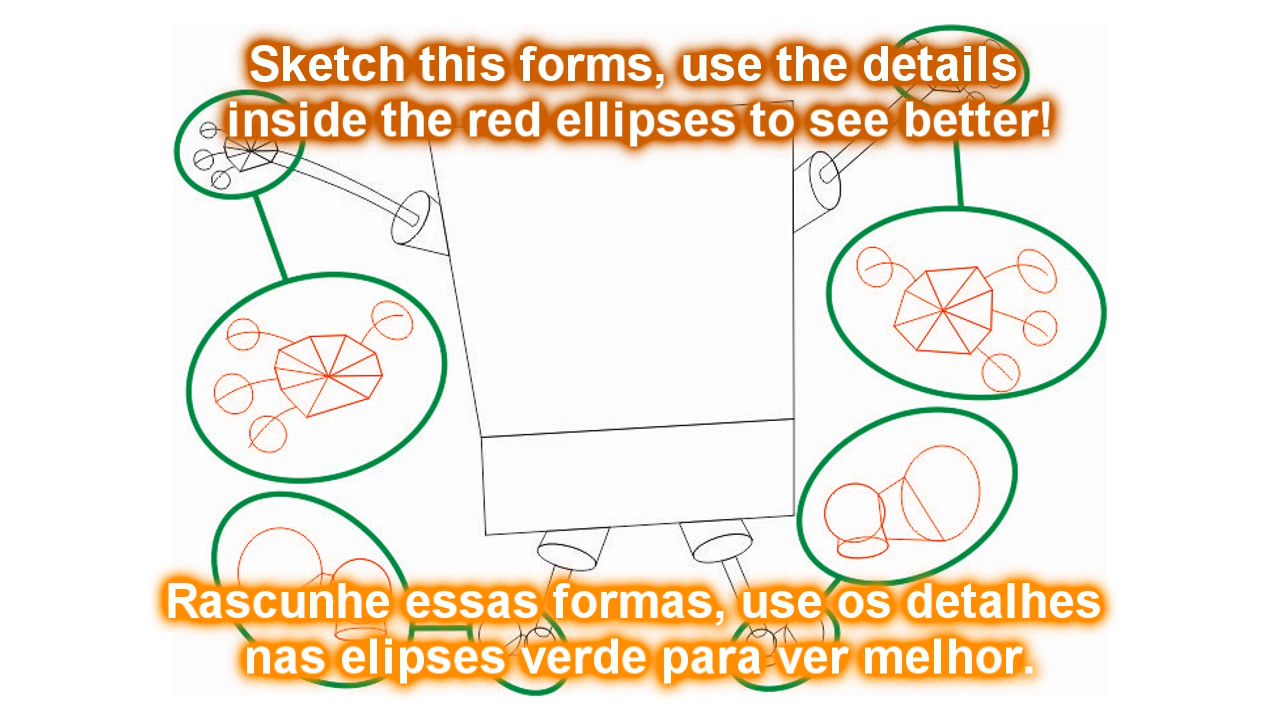 Sketch this forms, use the details
inside the red ellipses to see better!
Rascunhe essas formas, use os detalhes
nas elipses verde para ver melhor.